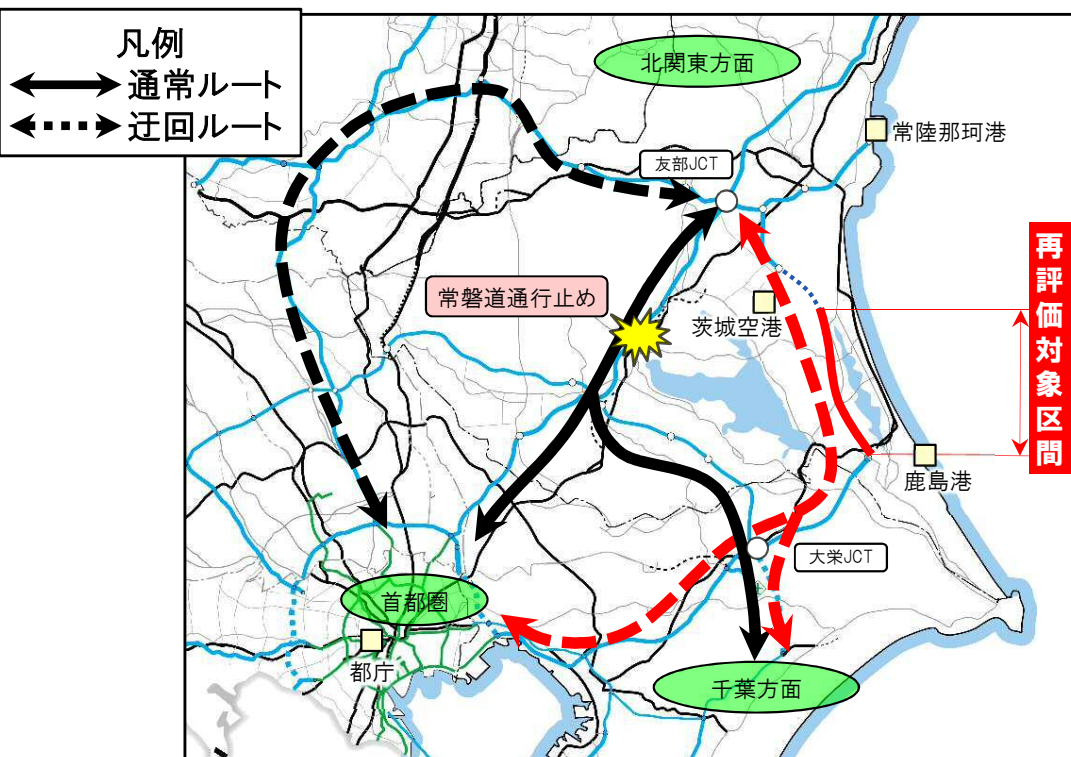 凡例
通常ルート
迂回ルート
北関東方面
常陸那珂港
友部JCT
常磐道通行止め
茨城空港
再評価対象区間
鹿島港
大栄JCT
首都圏
都庁
千葉方面